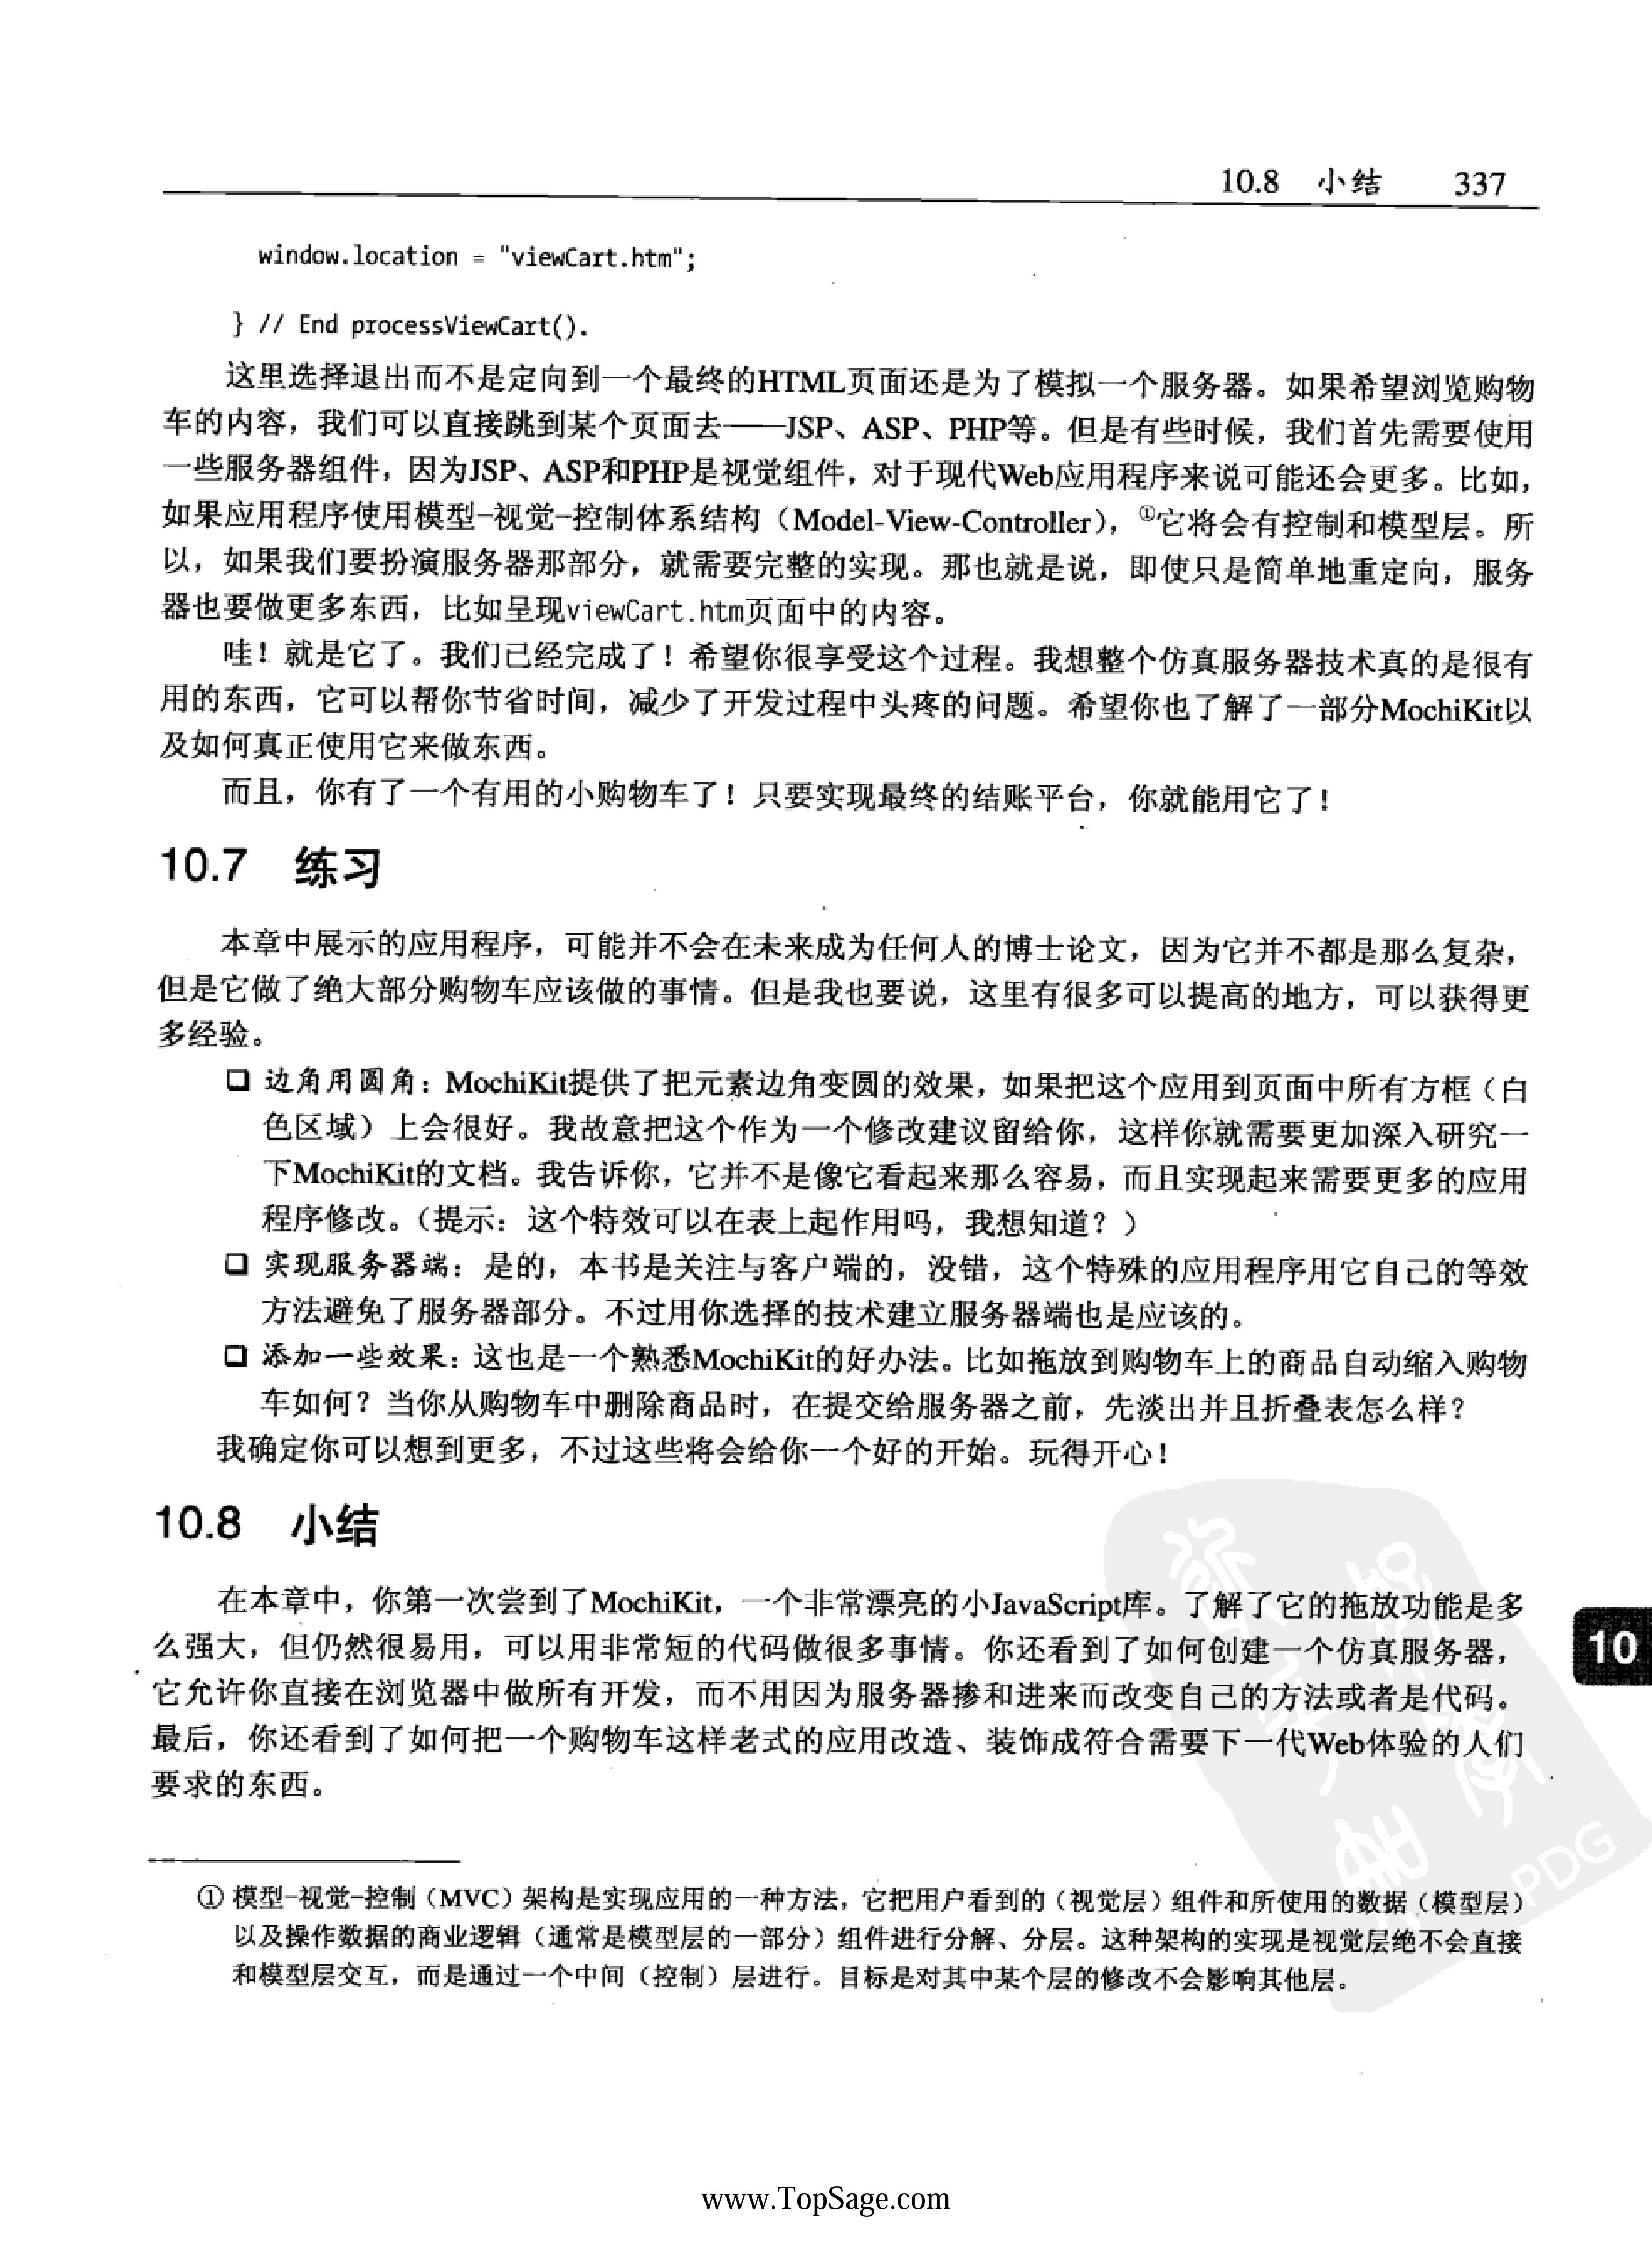 10.8 小结 337
window.location = "viewCart.htm";
} // End processViewCart().
这里选择退出而不是定向到一个最终的HTML页面还是为了模拟一个服务器。如果希望浏览购物
车的内容，我们可以直接跳到某个页面去——JSP、ASP、PHP等。但是有些时候，我们首先需要使用
一些服务器组件，因为JSP、ASP和PHP是视觉组件，对于现代Web应用程序来说可能还会更多。比如，
如果应用程序使用模型-视觉-控制体系结构（Model-View-Controller），①它将会有控制和模型层。所
以，如果我们要扮演服务器那部分，就需要完整的实现。那也就是说，即使只是简单地重定向，服务
器也要做更多东西，比如呈现viewCart.htm页面中的内容。
哇！就是它了。我们已经完成了！希望你很享受这个过程。我想整个仿真服务器技术真的是很有
用的东西，它可以帮你节省时间，减少了开发过程中头疼的问题。希望你也了解了一部分MochiKit以
及如何真正使用它来做东西。
而且，你有了一个有用的小购物车了！只要实现最终的结账平台，你就能用它了！
10.7 练习
本章中展示的应用程序，可能并不会在未来成为任何人的博士论文，因为它并不都是那么复杂，
但是它做了绝大部分购物车应该做的事情。但是我也要说，这里有很多可以提高的地方，可以获得更
多经验。
❑ 边角用圆角：MochiKit提供了把元素边角变圆的效果，如果把这个应用到页面中所有方框（白
色区域）上会很好。我故意把这个作为一个修改建议留给你，这样你就需要更加深入研究一
下MochiKit的文档。我告诉你，它并不是像它看起来那么容易，而且实现起来需要更多的应用
程序修改。（提示：这个特效可以在表上起作用吗，我想知道？）
❑ 实现服务器端：是的，本书是关注与客户端的，没错，这个特殊的应用程序用它自己的等效
方法避免了服务器部分。不过用你选择的技术建立服务器端也是应该的。
❑ 添加一些效果：这也是一个熟悉MochiKit的好办法。比如拖放到购物车上的商品自动缩入购物
车如何？当你从购物车中删除商品时，在提交给服务器之前，先淡出并且折叠表怎么样？
我确定你可以想到更多，不过这些将会给你一个好的开始。玩得开心！
10.8 小结
在本章中，你第一次尝到了MochiKit，一个非常漂亮的小JavaScript库。了解了它的拖放功能是多
么强大，但仍然很易用，可以用非常短的代码做很多事情。你还看到了如何创建一个仿真服务器，
它允许你直接在浏览器中做所有开发，而不用因为服务器掺和进来而改变自己的方法或者是代码。
最后，你还看到了如何把一个购物车这样老式的应用改造、装饰成符合需要下一代Web体验的人们
要求的东西。
10
① 模型-视觉-控制（MVC）架构是实现应用的一种方法，它把用户看到的（视觉层）组件和所使用的数据（模型层）
以及操作数据的商业逻辑（通常是模型层的一部分）组件进行分解、分层。这种架构的实现是视觉层绝不会直接
和模型层交互，而是通过一个中间（控制）层进行。目标是对其中某个层的修改不会影响其他层。
PDG
www.TopSage.com